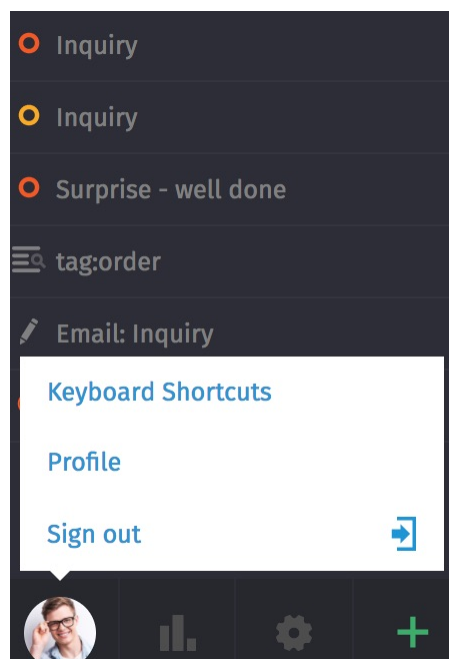 Inquiry
Inquiry
Surprise - well done
tag:order
Email: Inquiry
Keyboard Shortcuts
Profile
Sign out